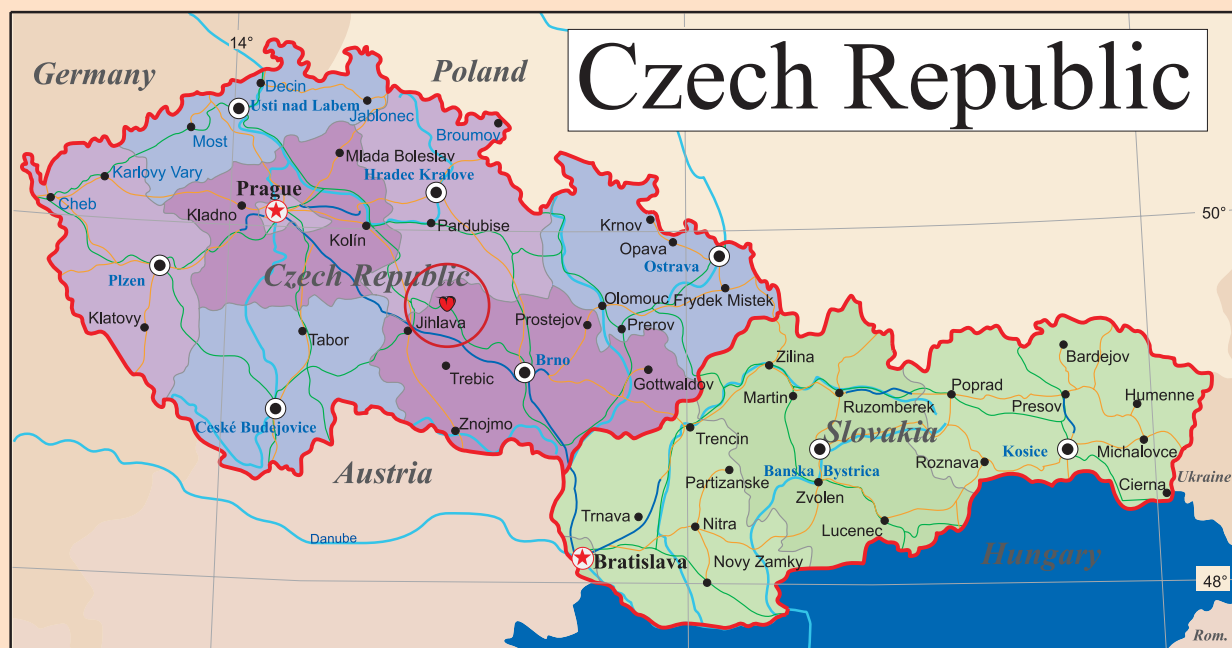 Czech Republic
14°
Germany
Poland
Decin
Usti nad Labem
Jablonec
Broumov
Most
Mlada Boleslav
Karlovy Vary
Hradec Kralove
Cheb
Prague
Kladno
50°
Kolín
Pardubise
Krnov
Opava
Ostrava
Plzen
Czech Republic
Olomouc
Frydek Mistek
Klatovy
Jihlava
Prostejov
Prerov
Tabor
Brno
Zilina
Bardejov
Trebic
Gottwaldov
Martin
Ruzomberek
Poprad
Presov
Humenne
České Budejovice
Znojmo
Trencin
Slovakia
Kosice
Michalovce
Austria
Banska Bystrica
Roznava
Partizanske
Zvolen
Cierna
Ukraine
Trnava
Nitra
Lucenec
Danube
Bratislava
Novy Zamky
Hungary
48°
Rom.